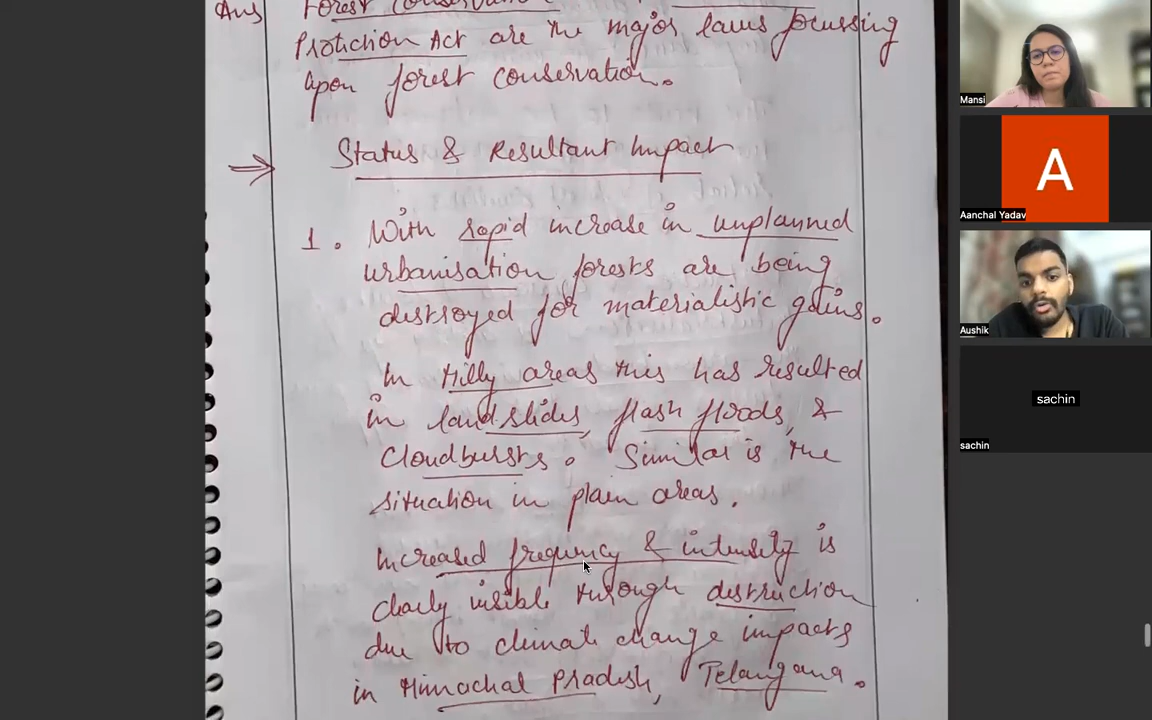 Ans Forest Conservation
Protection Act are the major laws focussing
upon forest conservation.
Status & Resultant Impact
1. With rapid increase in unplanned
urbanisation forests are being
destroyed for materialistic gains.
In Hilly areas this has resulted
in landslides, flash floods, &
Cloudbursts. Similar is the
situation in plain areas.
Increased frequency & intensity is
clearly visible through destruction
due to climate change impacts
in Himachal Pradesh, Telangana.
Mansi
A
Aanchal Yadav
Aushik
sachin
sachin